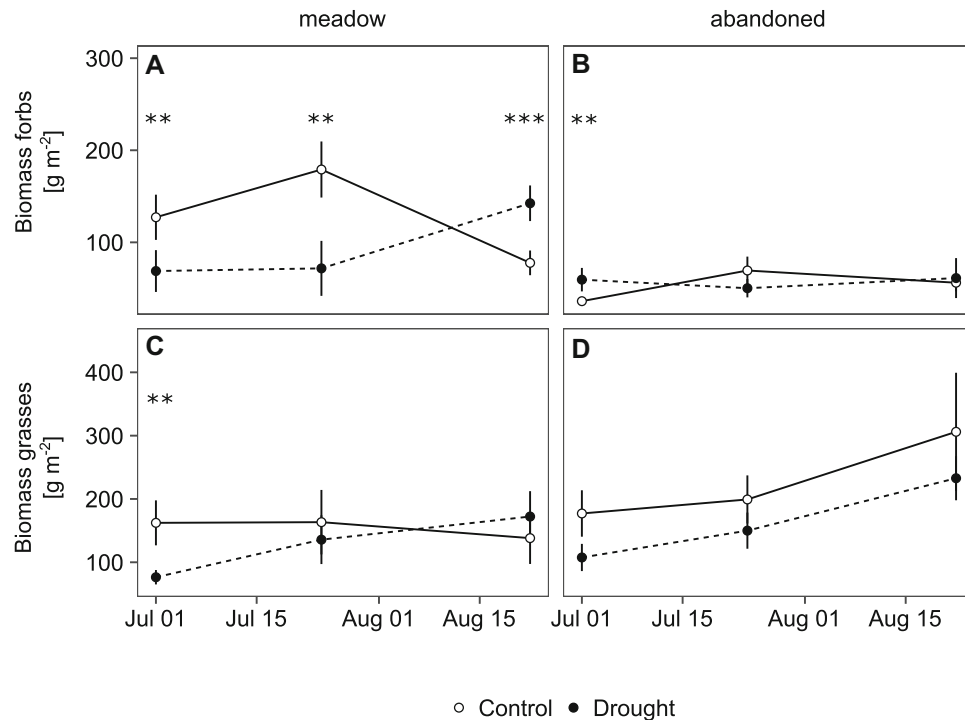 meadow abandoned
A B
300
** ** *** **
200
100
Biomass forbs
[g m-2]
C D
400
**
300
200
100
Biomass grasses
[g m-2]
Jul 01 Jul 15 Aug 01 Aug 15 Jul 01 Jul 15 Aug 01 Aug 15
Control Drought